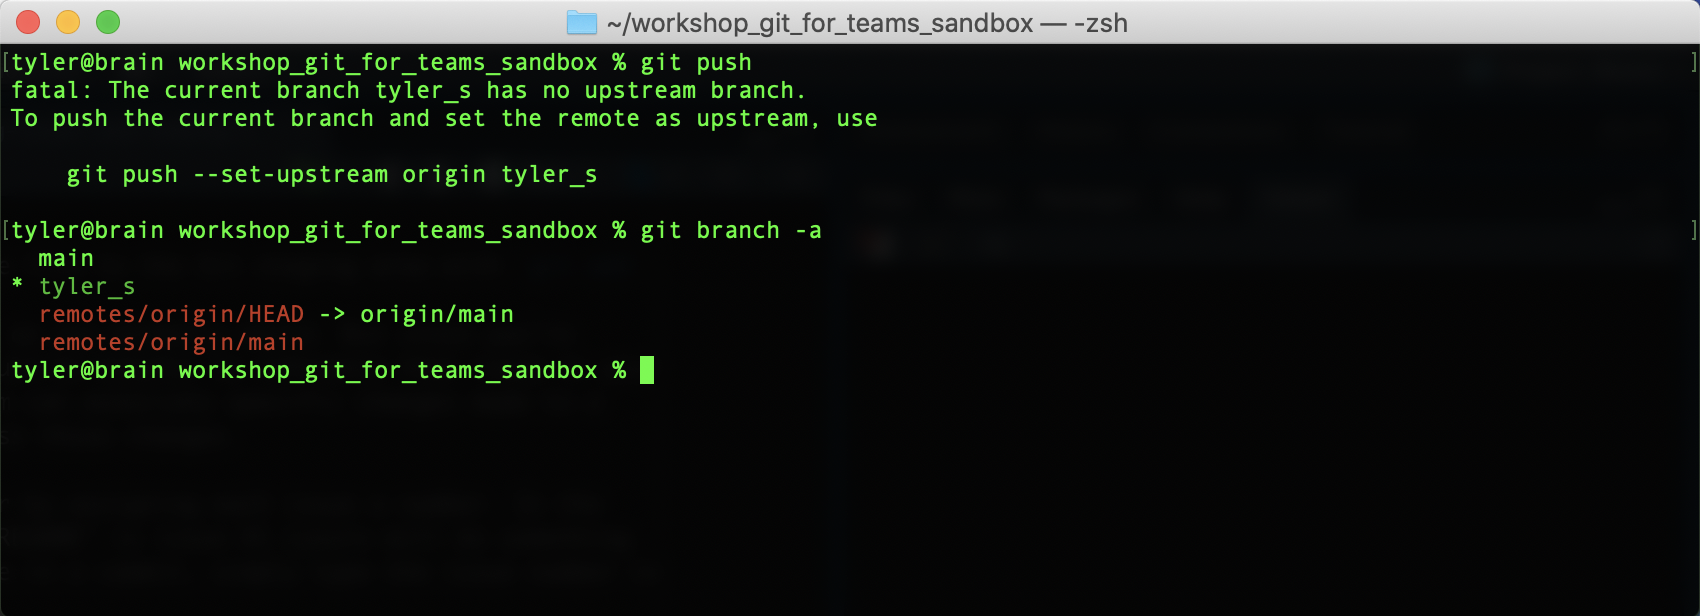 ~/workshop_git_for_teams_sandbox — -zsh
[tyler@brain workshop_git_for_teams_sandbox % git push ]
fatal: The current branch tyler_s has no upstream branch.
To push the current branch and set the remote as upstream, use
git push --set-upstream origin tyler_s
[tyler@brain workshop_git_for_teams_sandbox % git branch -a ]
main
* tyler_s
remotes/origin/HEAD -> origin/main
remotes/origin/main
tyler@brain workshop_git_for_teams_sandbox %